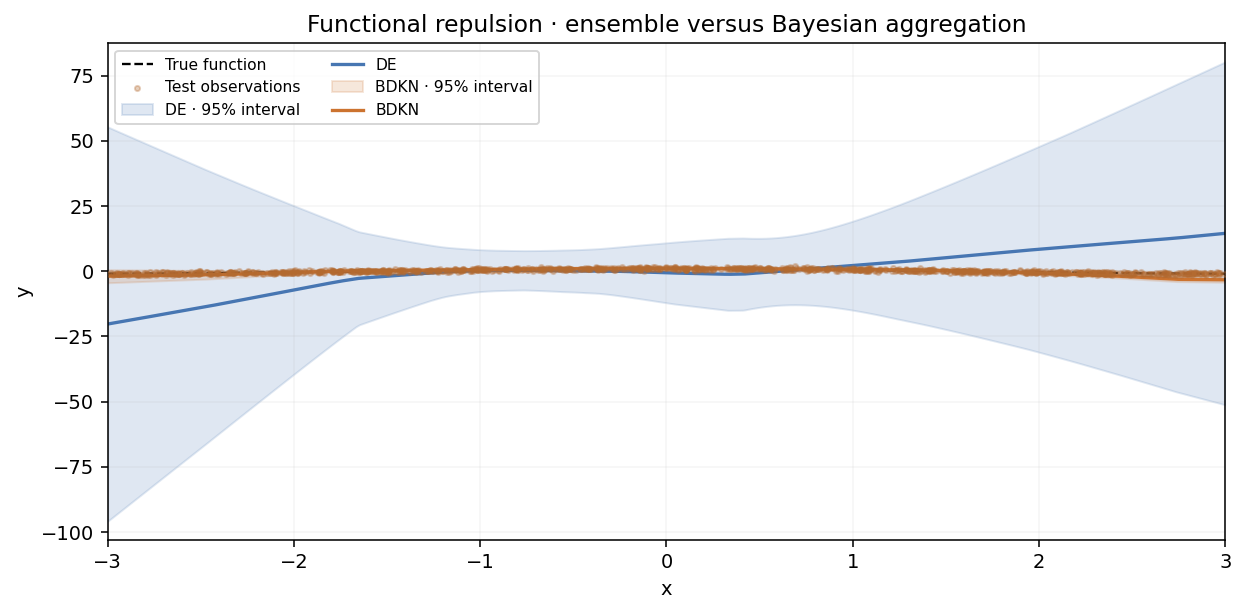 Functional repulsion · ensemble versus Bayesian aggregation
True function
Test observations
DE · 95% interval
DE
BDKN · 95% interval
BDKN
75
50
25
0
−25
−50
−75
−100
y
−3
−2
−1
0
1
2
3
x